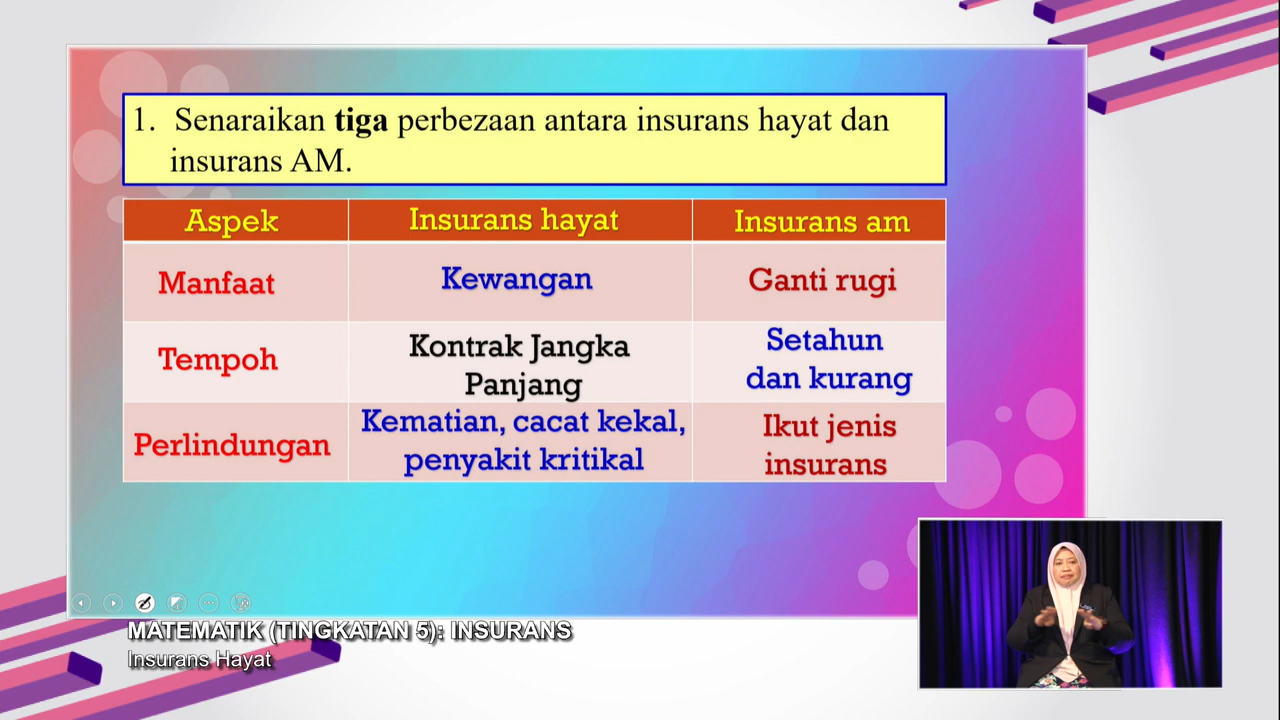 1. Senaraikan tiga perbezaan antara insurans hayat dan
insurans AM.
Aspek
Insurans hayat
Insurans am
Manfaat
Kewangan
Ganti rugi
Tempoh
Kontrak Jangka
Panjang
Setahun
dan kurang
Perlindungan
Kematian, cacat kekal,
penyakit kritikal
Ikut jenis
insurans
MATEMATIK (TINGKATAN 5): INSURANS
Insurans Hayat